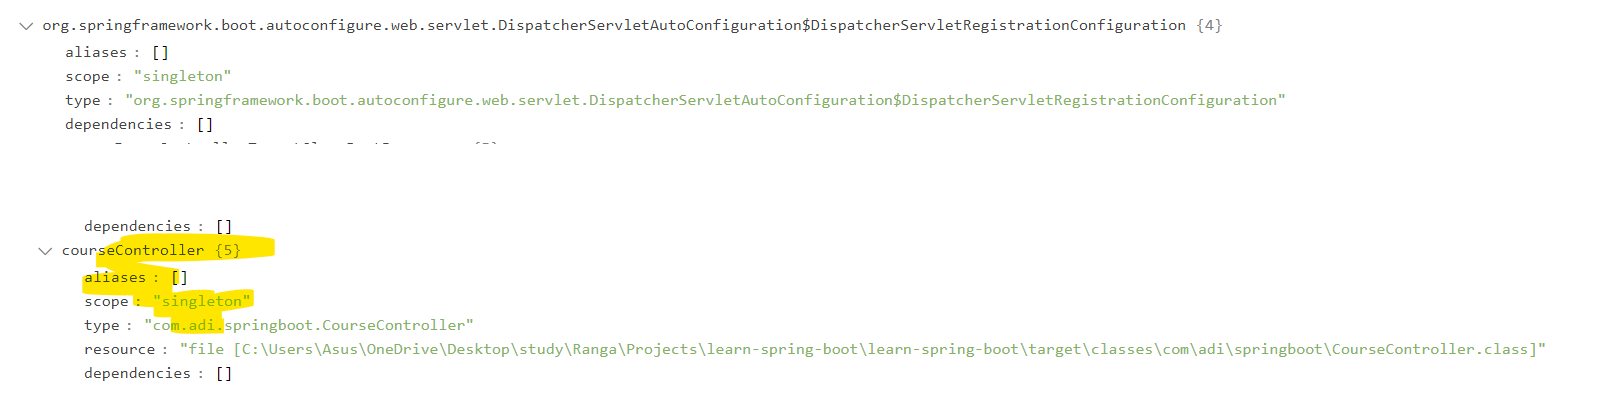 org.springframework.boot.autoconfigure.web.servlet.DispatcherServletAutoConfiguration$DispatcherServletRegistrationConfiguration {4}
aliases : []
scope : "singleton"
type : "org.springframework.boot.autoconfigure.web.servlet.DispatcherServletAutoConfiguration$DispatcherServletRegistrationConfiguration"
dependencies : []
dependencies : []
courseController {5}
aliases : []
scope : "singleton"
type : "com.adi.springboot.CourseController"
resource : "file [C:\Users\Asus\OneDrive\Desktop\study\Ranga\Projects\learn-spring-boot\learn-spring-boot\target\classes\com\adi\springboot\CourseController.class]"
dependencies : []